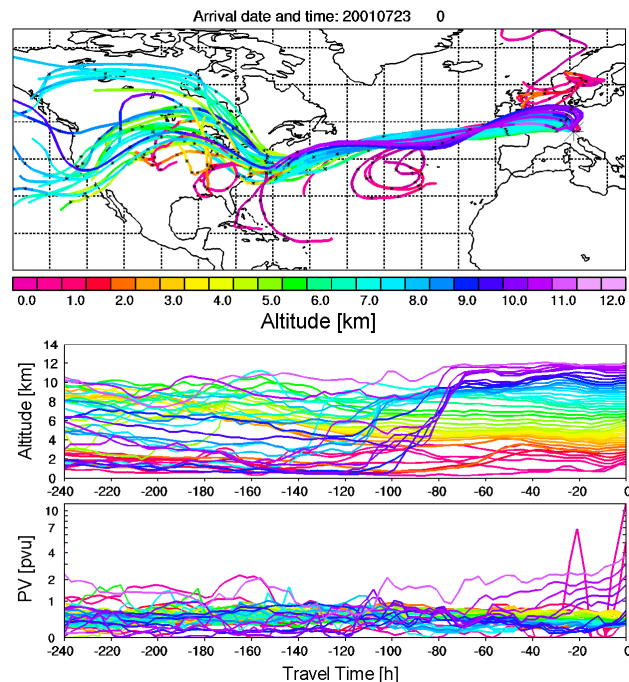 Arrival date and time: 20010723 0
0.0 1.0 2.0 3.0 4.0 5.0 6.0 7.0 8.0 9.0 10.0 11.0 12.0
Altitude [km]
14
12
10
8
6
4
2
0
Altitude [km]
-240 -220 -200 -180 -160 -140 -120 -100 -80 -60 -40 -20 0
10
7
4
2
1
0
PV [pvu]
-240 -220 -200 -180 -160 -140 -120 -100 -80 -60 -40 -20 0
Travel Time [h]